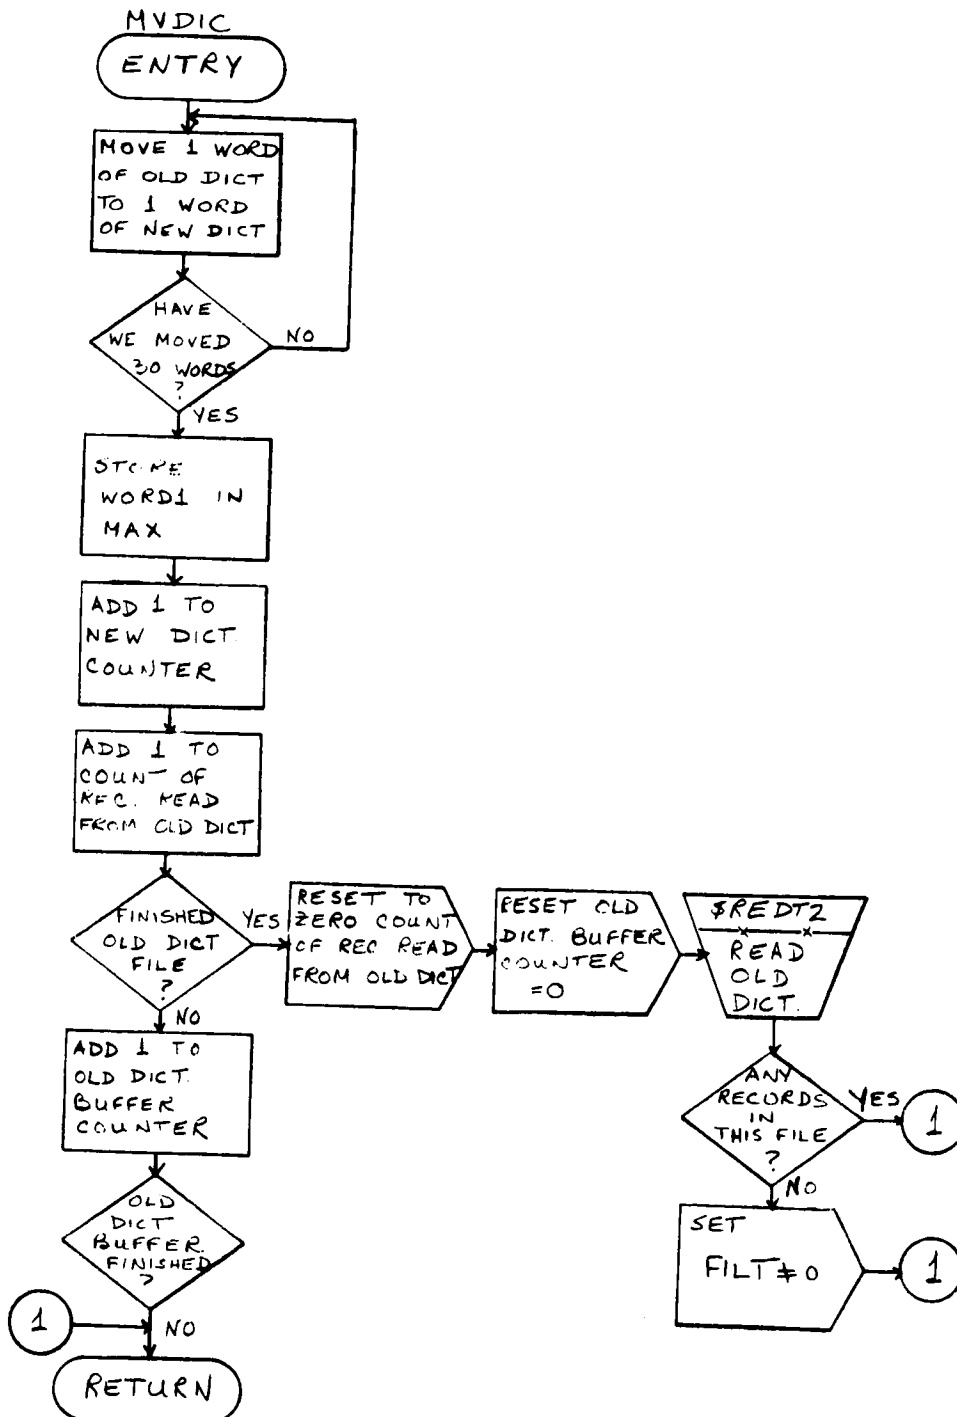 MVDIC
ENTRY
MOVE 1 WORD
OF OLD DICT
TO 1 WORD
OF NEW DICT
HAVE
WE MOVED
30 WORDS
?
NO
YES
STORE
WORD1 IN
MAX
ADD 1 TO
NEW DICT.
COUNTER
ADD 1 TO
COUNT OF
REC. READ
FROM OLD DICT
FINISHED
OLD DICT
FILE
?
YES
RESET TO
ZERO COUNT
OF REC READ
FROM OLD DICT
RESET OLD
DICT. BUFFER
COUNTER
=0
$REDT2
READ
OLD
DICT.
NO
ADD 1 TO
OLD DICT.
BUFFER
COUNTER
ANY
RECORDS
IN
THIS FILE
?
YES
1
NO
SET
FILT≠0
1
OLD
DICT
BUFFER.
FINISHED
?
1
NO
RETURN